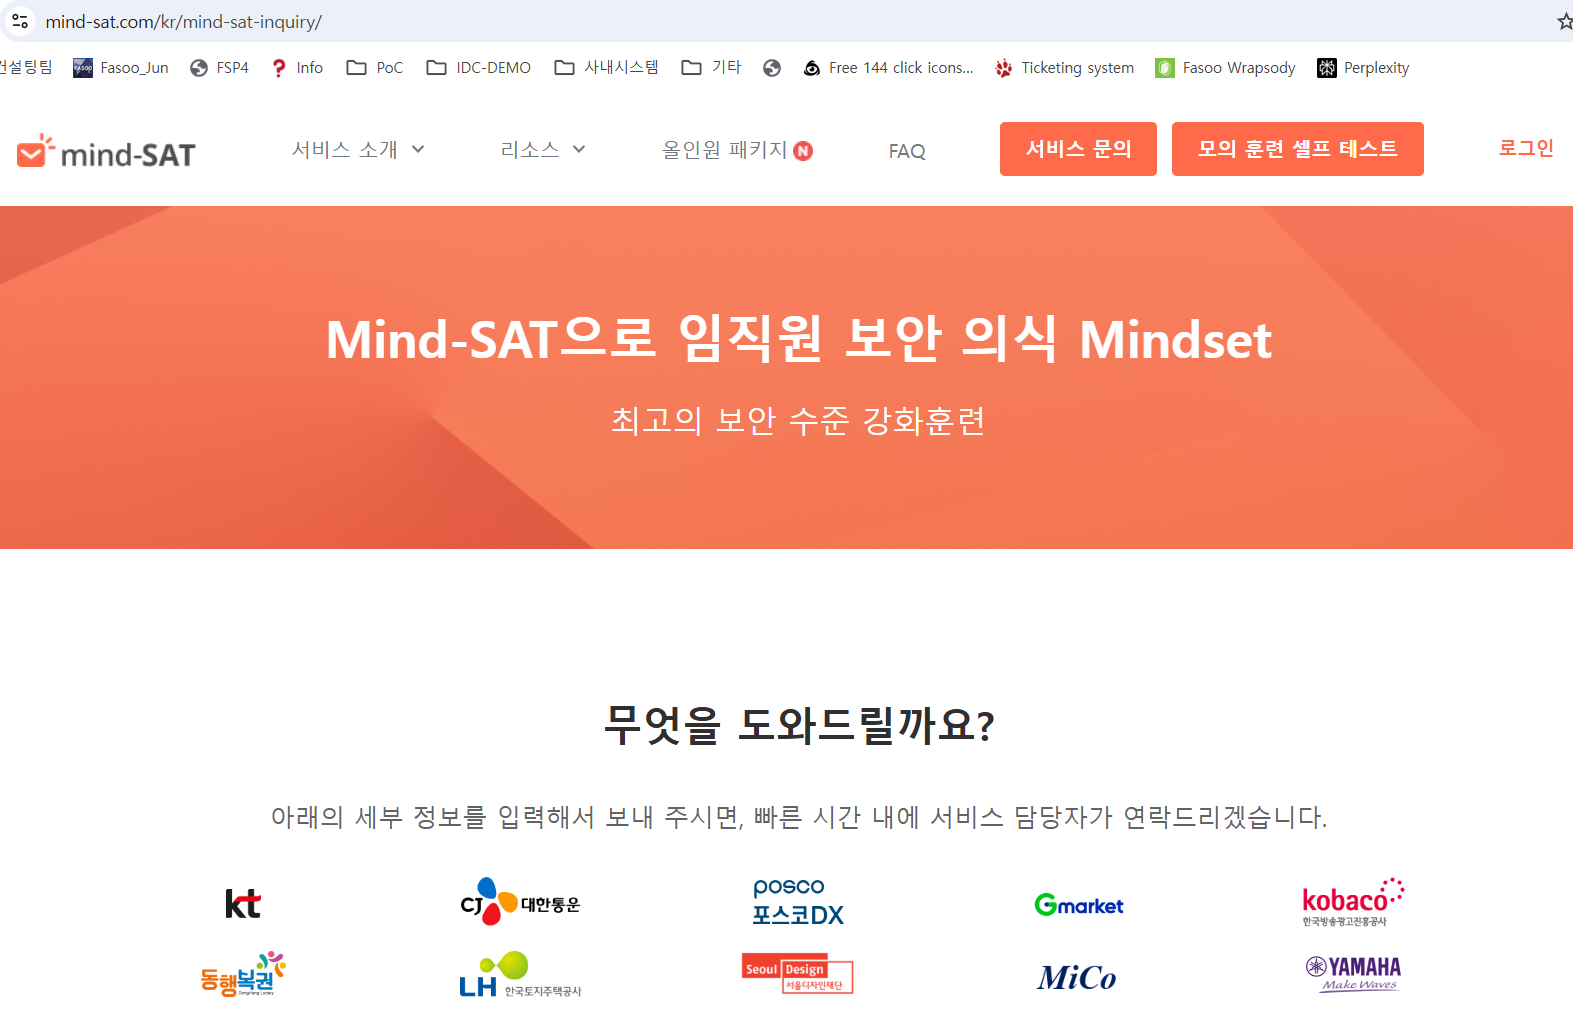 mind-sat.com/kr/mind-sat-inquiry/
컨설팅팀 Fasoo_Jun FSP4 Info PoC IDC-DEMO 사내시스템 기타 Free 144 click icons... Ticketing system Fasoo Wrapsody Perplexity
mind-SAT 서비스 소개 리소스 올인원 패키지 N FAQ 서비스 문의 모의 훈련 셀프 테스트 로그인
Mind-SAT으로 임직원 보안 의식 Mindset
최고의 보안 수준 강화훈련
무엇을 도와드릴까요?
아래의 세부 정보를 입력해서 보내 주시면, 빠른 시간 내에 서비스 담당자가 연락드리겠습니다.
kt CJ 대한통운 posco 포스코DX Gmarket kobaco 한국방송광고진흥공사
동행복권 DongHang Lottery LH 한국토지주택공사 Seoul Design 서울디자인재단 MiCo YAMAHA Make Waves